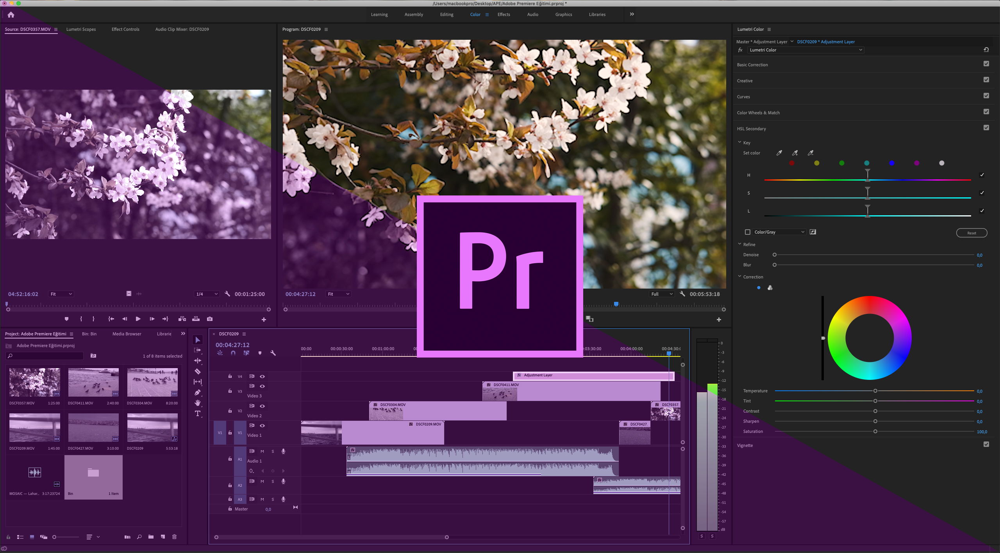 /Users/macbookpro/Desktop/APE/Adobe Premiere Eğitimi.prproj *
Learning Assembly Editing Color Effects Audio Graphics Libraries
Source: DSCF0357.MOV Lumetri Scopes Effect Controls Audio Clip Mixer: DSCF0209
04:52:16:02 Fit 1/4 00:01:25:00
Program: DSCF0209
00:04:27:12 Fit Full 00:05:53:18
Pr
Lumetri Color
Master * Adjustment Layer DSCF0209 * Adjustment Layer
fx Lumetri Color
Basic Correction
Creative
Curves
Color Wheels & Match
HSL Secondary
Key
Set color
H
S
L
Color/Gray Reset
Refine
Denoise 0,0
Blur 0,0
Correction
Temperature 0,0
Tint 0,0
Contrast 0,0
Sharpen 0,0
Saturation 100,0
Vignette
Project: Adobe Premiere Eğitimi Bin: Bin Media Browser Librarie
Adobe Premiere Eğitimi.prproj
1 of 8 items selected
DSCF0357.MOV 1:25:00 DSCF0411.MOV 2:40:00 DSCF0304.MOV 8:20:00
DSCF0209.MOV 1:45:00 DSCF0427.MOV 3:10:00 DSCF0209 5:53:18
MOSAIC — Lahar... 3:17:23724 Bin 1 Item
× DSCF0209
00:04:27:12
00:00 00:00:30:00 00:01:00:00 :03:30:00 00:04:00:00 00:04:30:0
V4 fx Adjustment Layer
V3 fx DSCF0411.MOV
Video 3
V2 fx DSCF0304.MOV fx DSCF0357.
Video 2
V1 V1 fx DSCF0209.MOV fx DSCF0427.
Video 1
A1 M S fx
L
Audio 1
R
A2 M S fx
A3 M S
Master 0,0
0
-3
-6
-9
-12
-15
-18
-21
-24
-27
-30
-33
-36
-39
-42
-45
-48
-51
-54
-57
dB
S S